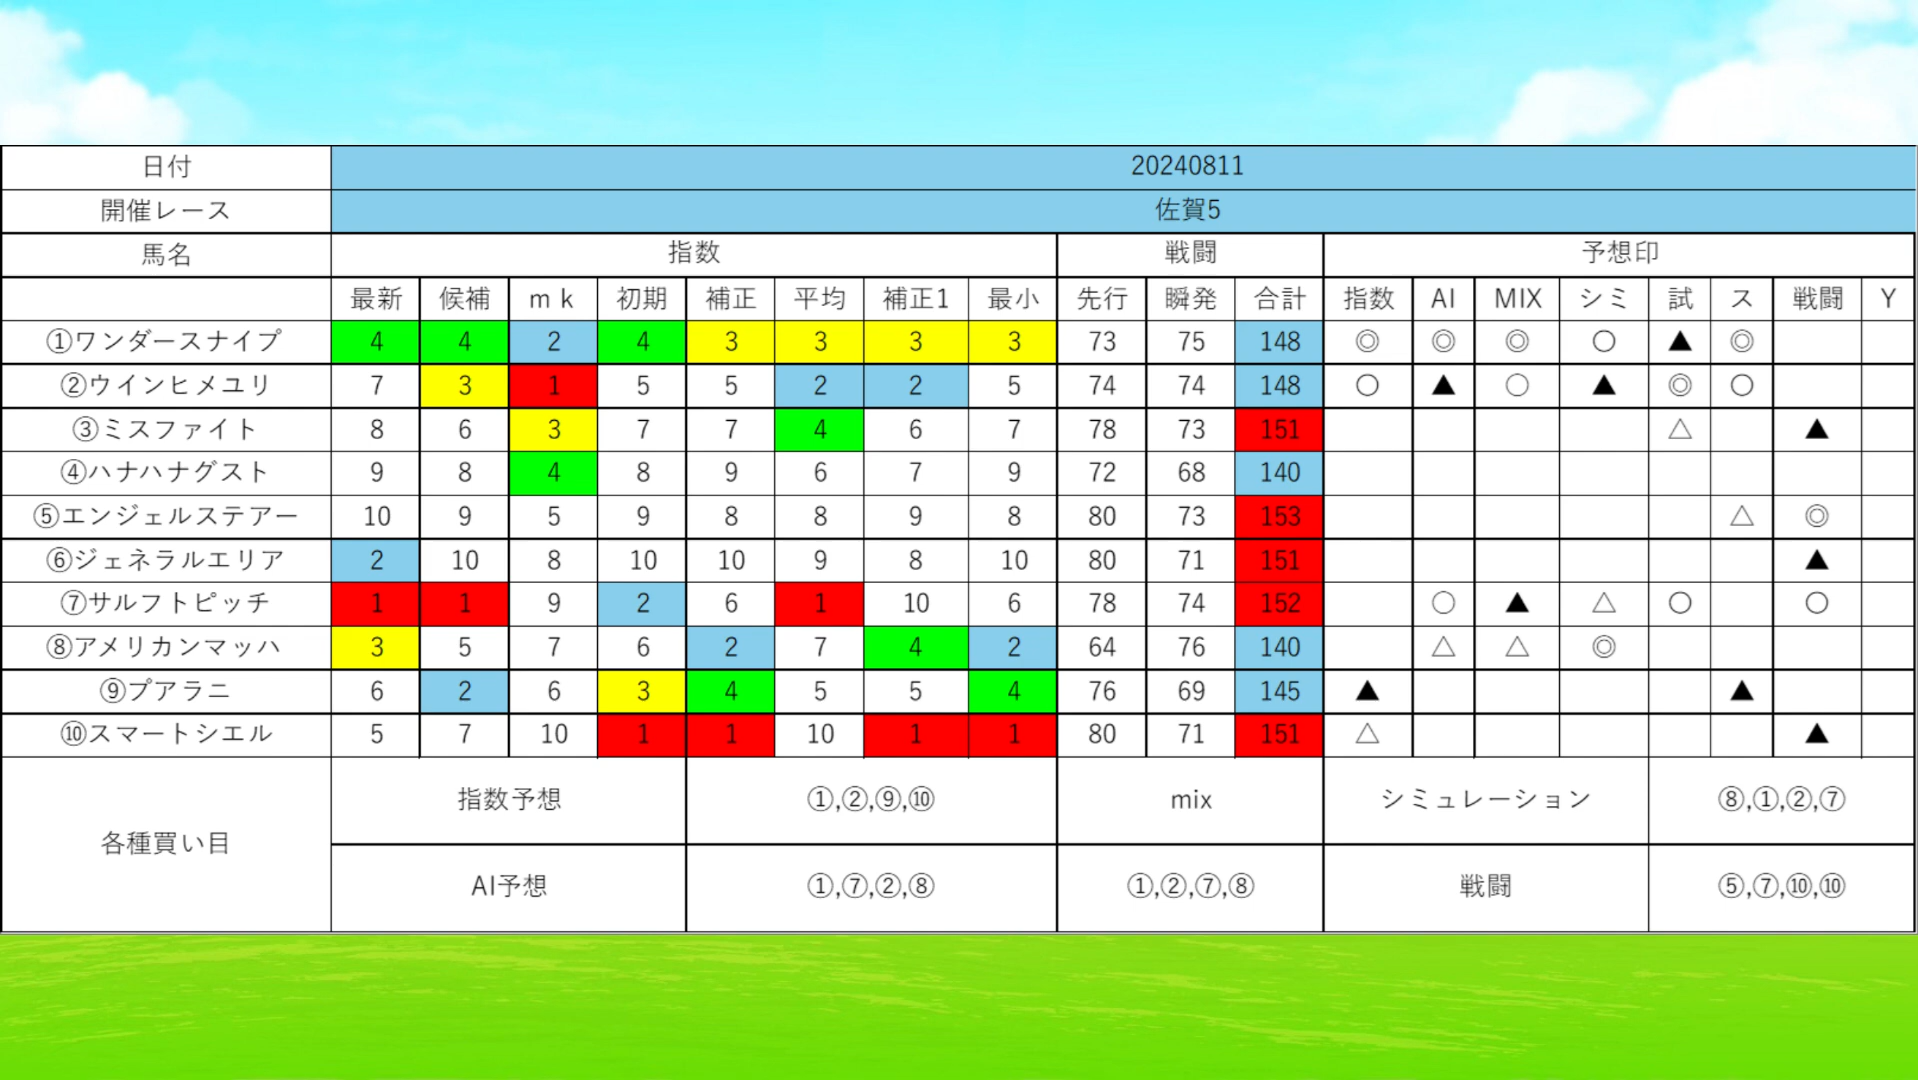 日付 20240811
開催レース 佐賀5
馬名 指数 戦闘 予想印
最新 候補 ｍｋ 初期 補正 平均 補正1 最小 先行 瞬発 合計 指数 AI MIX シミ 試 ス 戦闘 Y
①ワンダースナイプ 4 4 2 4 3 3 3 3 73 75 148 ◎ ◎ ◎ ○ ▲ ◎
②ウインヒメユリ 7 3 1 5 5 2 2 5 74 74 148 ○ ▲ ○ ▲ ◎ ○
③ミスファイト 8 6 3 7 7 4 6 7 78 73 151 △ ▲
④ハナハナグスト 9 8 4 8 9 6 7 9 72 68 140
⑤エンジェルステアー 10 9 5 9 8 8 9 8 80 73 153 △ ◎
⑥ジェネラルエリア 2 10 8 10 10 9 8 10 80 71 151 ▲
⑦サルフトピッチ 1 1 9 2 6 1 10 6 78 74 152 ○ ▲ △ ○ ○
⑧アメリカンマッハ 3 5 7 6 2 7 4 2 64 76 140 △ △ ◎
⑨プアラニ 6 2 6 3 4 5 5 4 76 69 145 ▲ ▲
⑩スマートシエル 5 7 10 1 1 10 1 1 80 71 151 △ ▲
各種買い目
指数予想 ①,②,⑨,⑩ mix シミュレーション ⑧,①,②,⑦
AI予想 ①,⑦,②,⑧ ①,②,⑦,⑧ 戦闘 ⑤,⑦,⑩,⑩